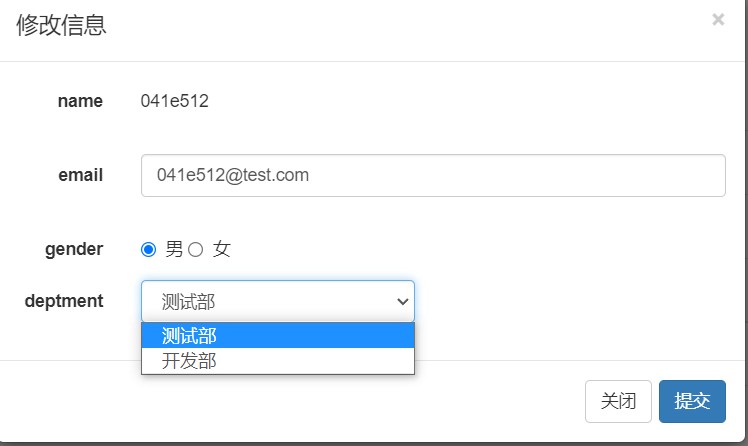 修改信息 ×
name 041e512
email 041e512@test.com
gender 男 女
deptment 测试部
测试部
开发部
关闭 提交